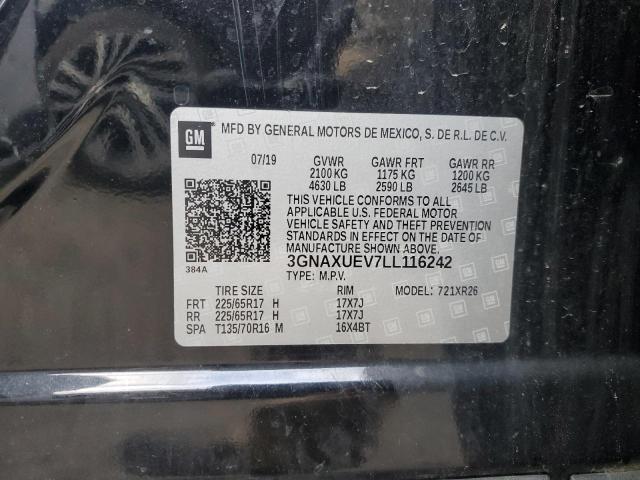 GM
MFD BY GENERAL MOTORS DE MEXICO, S. DE R.L. DE C.V.
07/19 GVWR GAWR FRT GAWR RR
2100 KG 1175 KG 1200 KG
4630 LB 2590 LB 2645 LB
THIS VEHICLE CONFORMS TO ALL
APPLICABLE U.S. FEDERAL MOTOR
VEHICLE SAFETY AND THEFT PREVENTION
STANDARDS IN EFFECT ON THE DATE OF
MANUFACTURE SHOWN ABOVE.
384A 3GNAXUEV7LL116242
TYPE: M.P.V.
TIRE SIZE RIM MODEL: 721XR26
FRT 225/65R17 H 17X7J
RR 225/65R17 H 17X7J
SPA T135/70R16 M 16X4BT